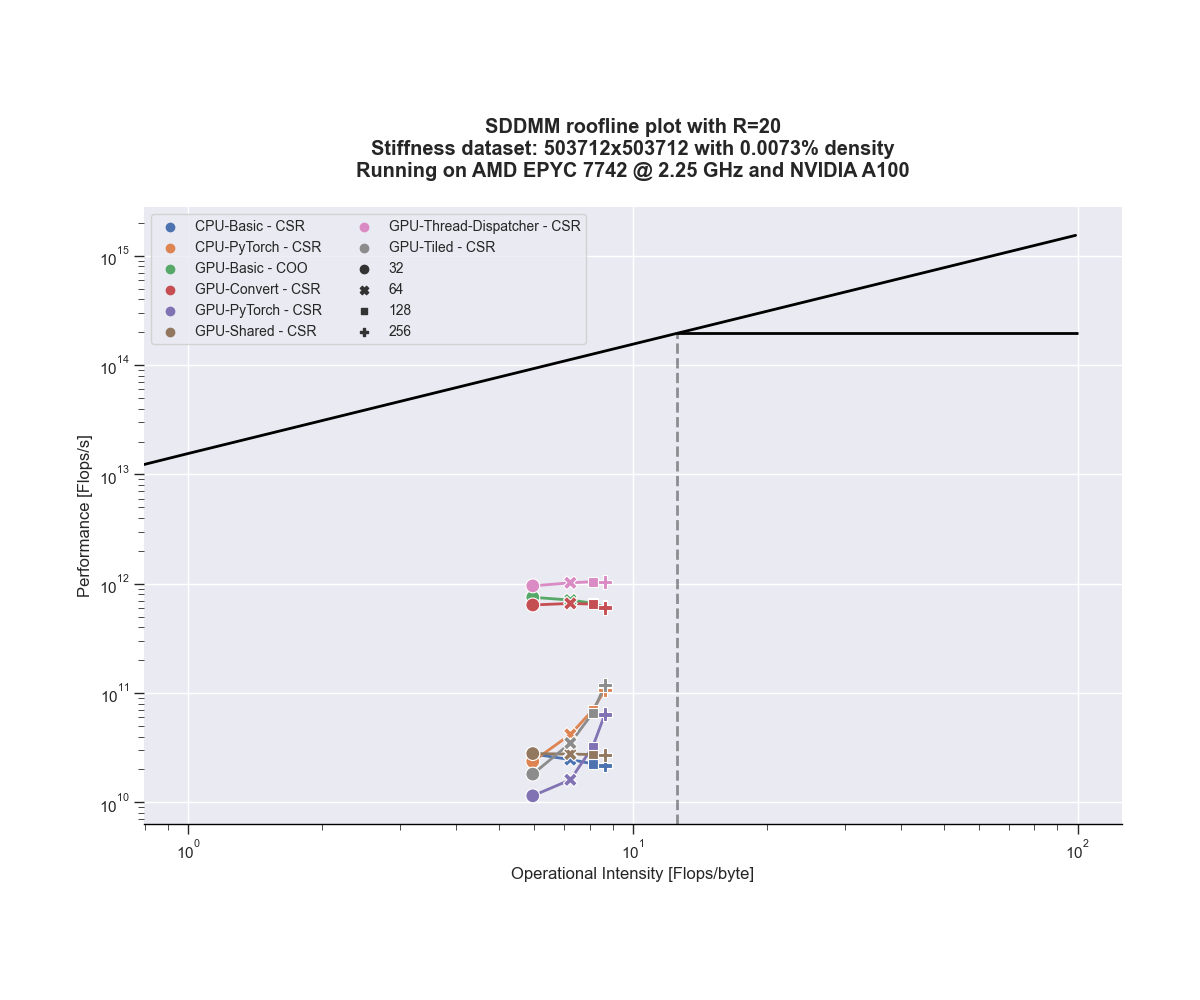 SDDMM roofline plot with R=20
Stiffness dataset: 503712x503712 with 0.0073% density
Running on AMD EPYC 7742 @ 2.25 GHz and NVIDIA A100
CPU-Basic - CSR
CPU-PyTorch - CSR
GPU-Basic - COO
GPU-Convert - CSR
GPU-PyTorch - CSR
GPU-Shared - CSR
GPU-Thread-Dispatcher - CSR
GPU-Tiled - CSR
32
64
128
256
Performance [Flops/s]
10^15
10^14
10^13
10^12
10^11
10^10
10^0
10^1
10^2
Operational Intensity [Flops/byte]